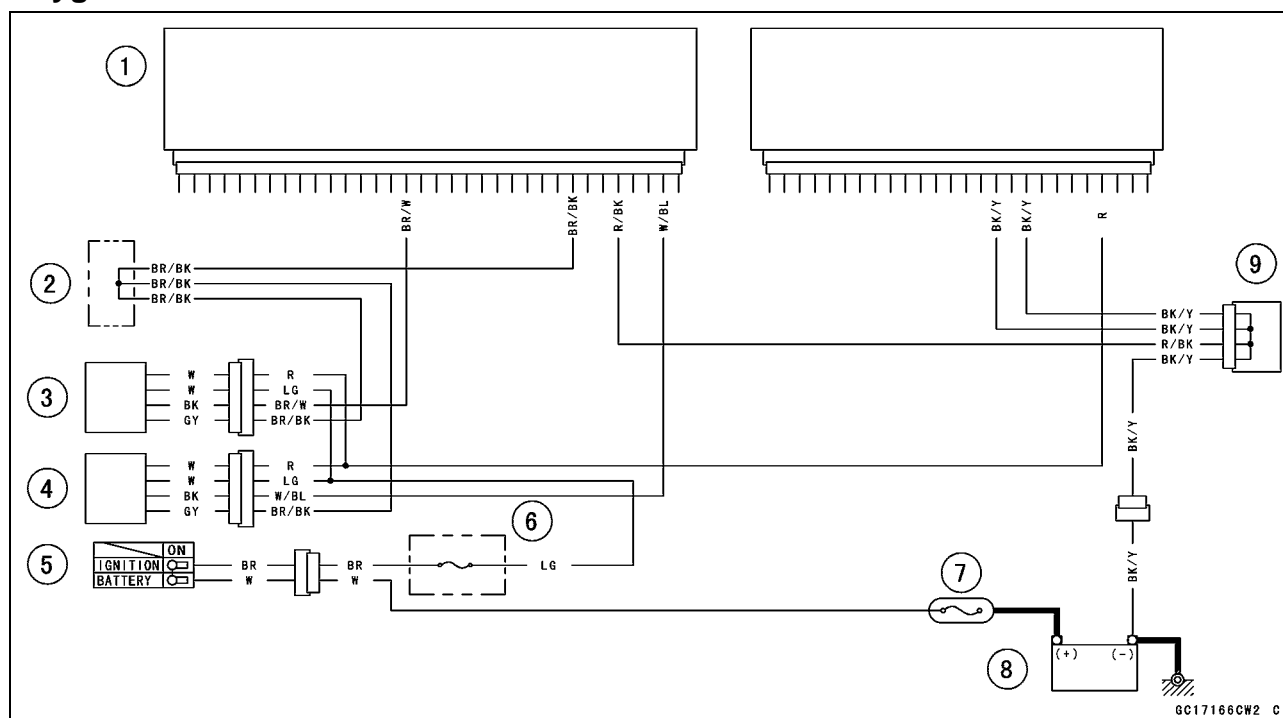 1
BR/W
BR/BK
R/BK
W/BL
BK/Y
BK/Y
R
2
BR/BK
BR/BK
BR/BK
9
BK/Y
BK/Y
R/BK
BK/Y
3
W R
W LG
BK BR/W
GY BR/BK
BK/Y
4
W R
W LG
BK W/BL
GY BR/BK
6
5
ON
IGNITION BR BR LG
BATTERY W W
BK/Y
7
8
(+) (-)
GC17166CW2 C